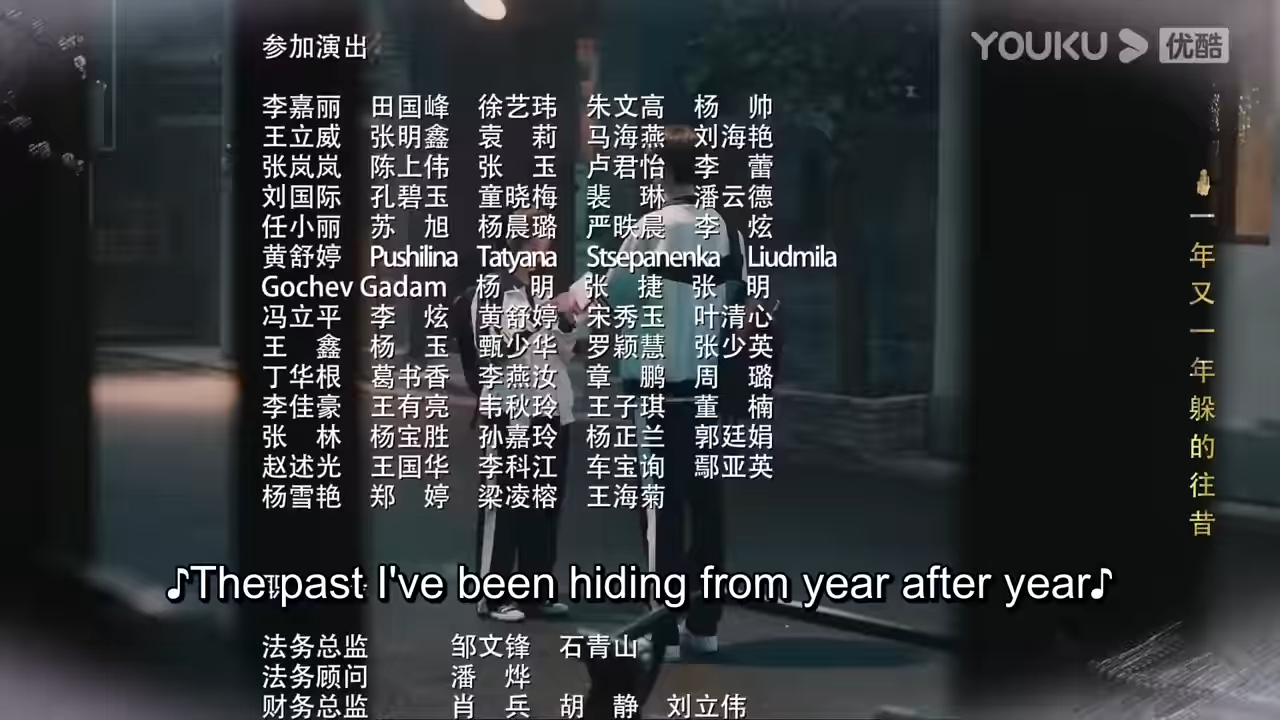 参加演出
YOUKU 优酷
李嘉丽 田国峰 徐艺玮 朱文高 杨 帅
王立威 张明鑫 袁 莉 马海燕 刘海艳
张岚岚 陈上伟 张 玉 卢君怡 李 蕾
刘国际 孔碧玉 童晓梅 裴 琳 潘云德
任小丽 苏 旭 杨晨璐 严昳晨 李 炫
黄舒婷 Pushilina Tatyana Stsepanenka Liudmila
Gochev Gadam 杨 明 张 捷 张 明
冯立平 李 炫 黄舒婷 宋秀玉 叶清心
王 鑫 杨 玉 甄少华 罗颖慧 张少英
丁华根 葛书香 李燕汝 章 鹏 周 璐
李佳豪 王有亮 韦秋玲 王子琪 董 楠
张 林 杨宝胜 孙嘉玲 杨正兰 郭廷娟
赵述光 王国华 李科江 车宝询 鄢亚英
杨雪艳 郑 婷 梁凌榕 王海菊
一年又一年躲的往昔
♪The past I've been hiding from year after year♪
法务总监 邹文锋 石青山
法务顾问 潘 烨
财务总监 肖 兵 胡 静 刘立伟